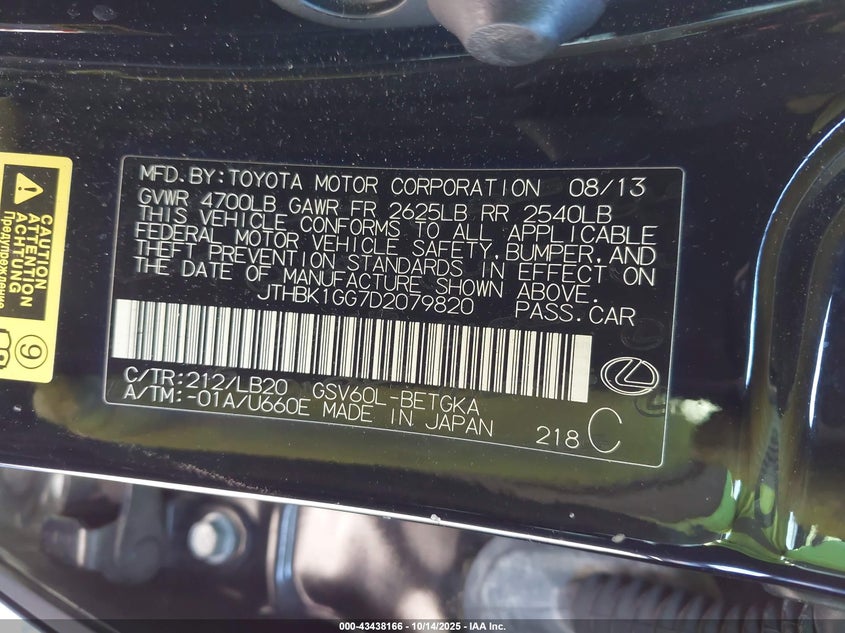 MFD. BY: TOYOTA MOTOR CORPORATION 08/13
GVWR 4700LB GAWR FR 2625LB RR 2540LB
THIS VEHICLE CONFORMS TO ALL APPLICABLE
FEDERAL MOTOR VEHICLE SAFETY, BUMPER, AND
THEFT PREVENTION STANDARDS IN EFFECT ON
THE DATE OF MANUFACTURE SHOWN ABOVE.
JTHBK1GG7D2079820 PASS. CAR
C/TR: 212/LB20 GSV60L-BETGKA
A/TM: -01A/U660E MADE IN JAPAN
218 C
CAUTION
ATTENTION
ACHTUNG
Предупреждение
9
000-43438166 - 10/14/2025 - IAA Inc.